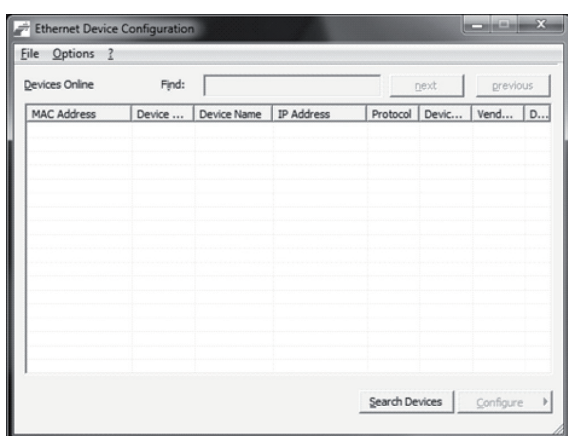 Ethernet Device Configuration
File Options ?
Devices Online Find: next previous
MAC Address Device ... Device Name IP Address Protocol Devic... Vend... D...
Search Devices Configure